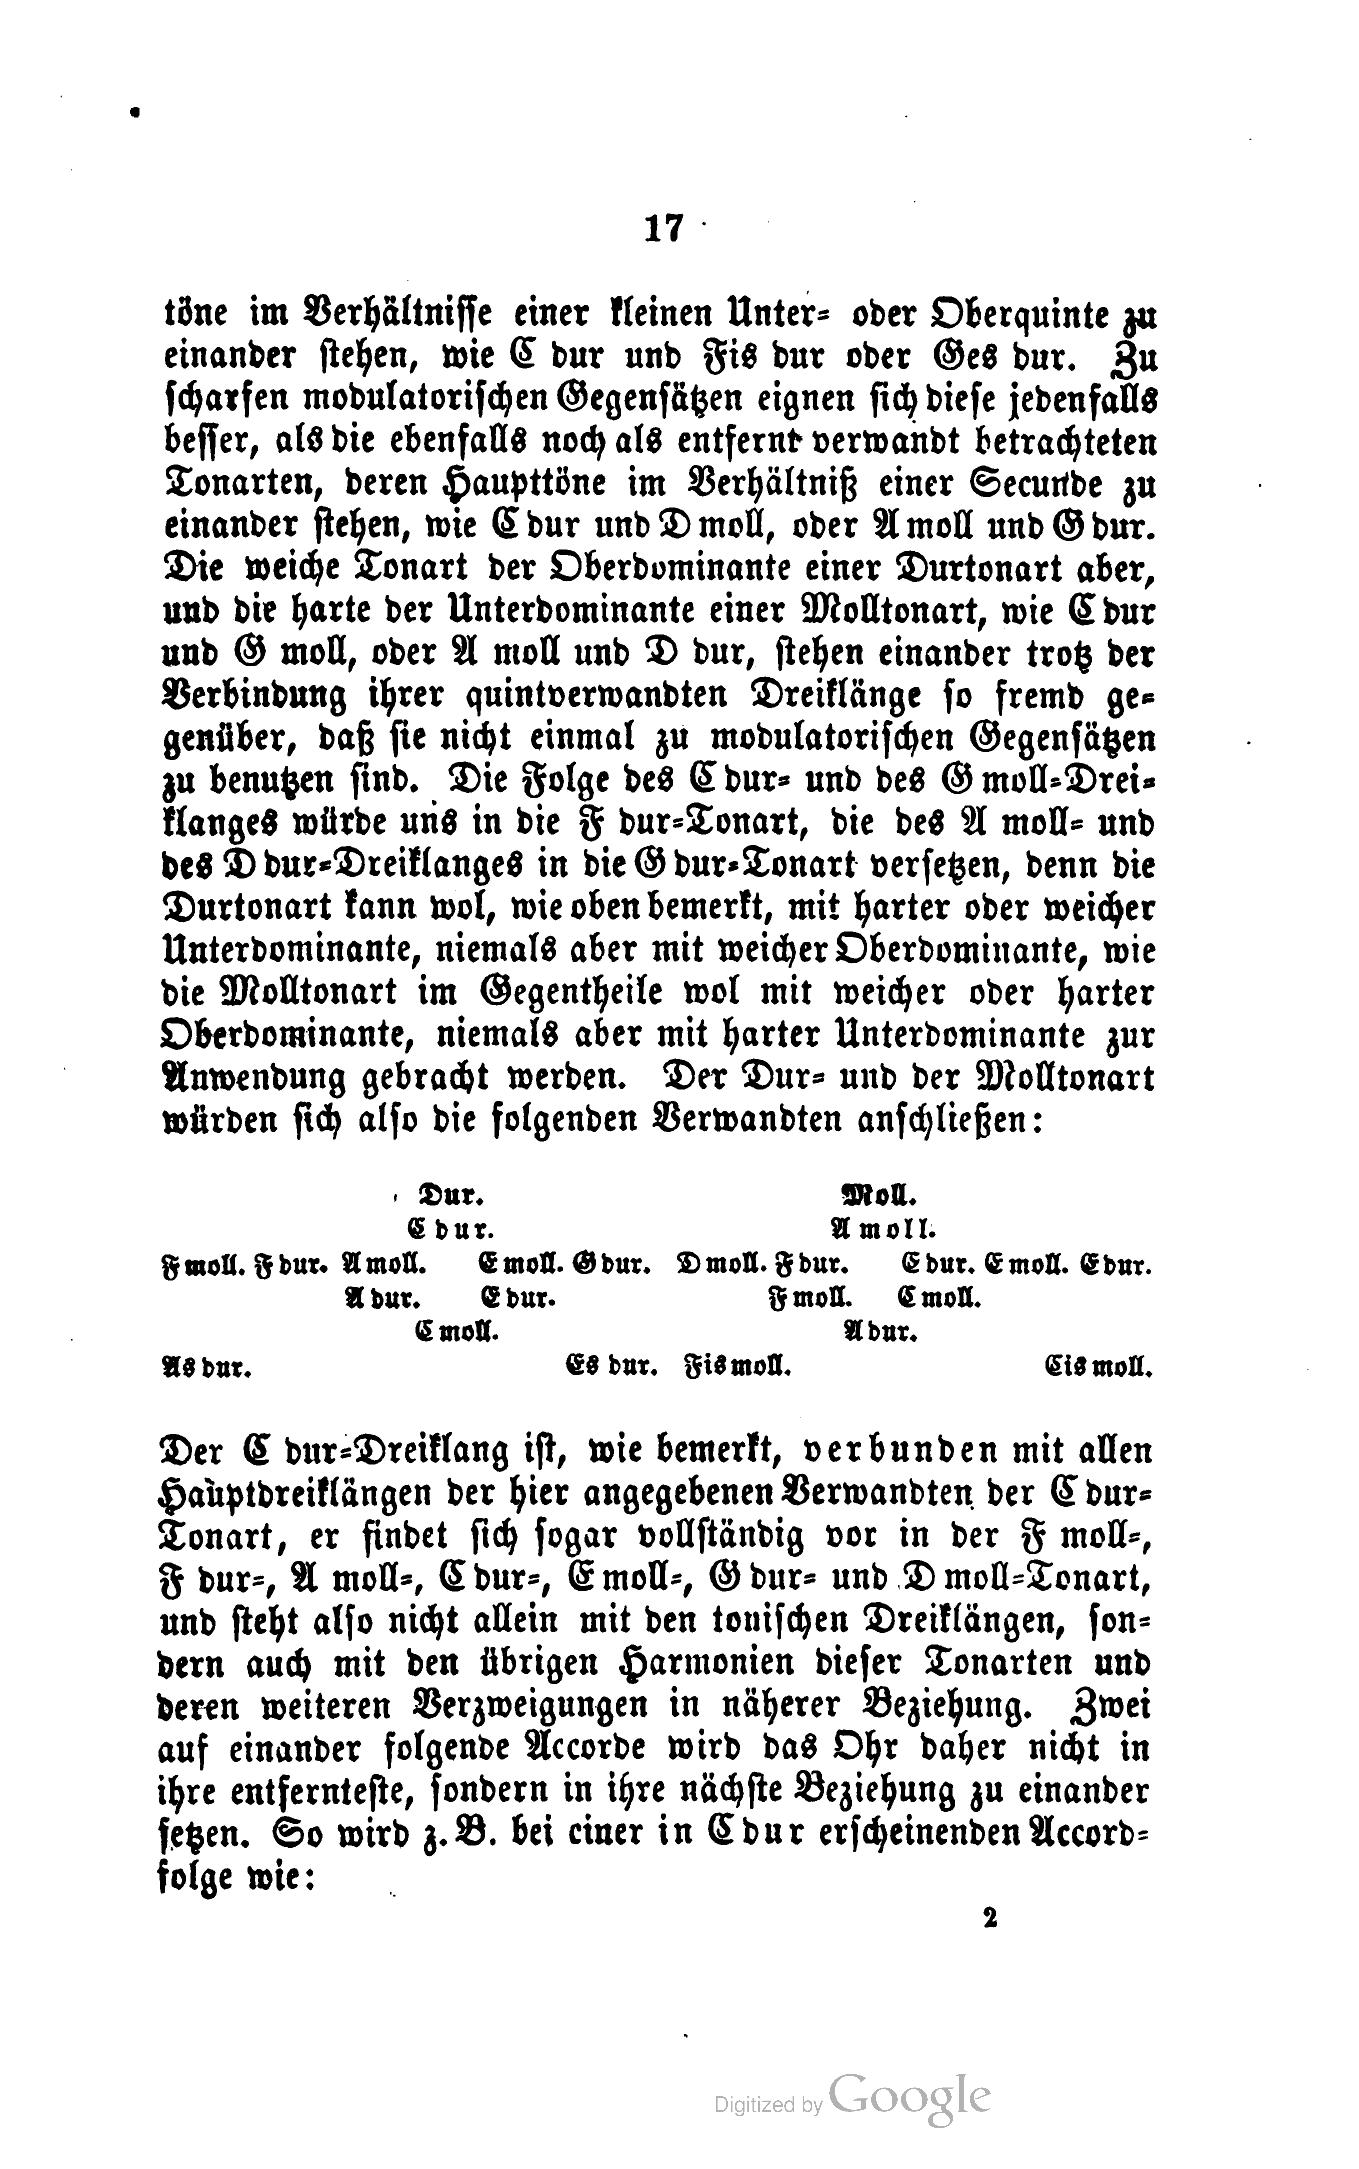 17
töne im Verhältnisse einer kleinen Unter- oder Oberquinte zu
einander stehen, wie C dur und Fis dur oder Ges dur. Zu
scharfen modulatorischen Gegensätzen eignen sich diese jedenfalls
besser, als die ebenfalls noch als entfernt verwandt betrachteten
Tonarten, deren Haupttöne im Verhältniß einer Secunde zu
einander stehen, wie C dur und D moll, oder A moll und G dur.
Die weiche Tonart der Oberdominante einer Durtonart aber,
und die harte der Unterdominante einer Molltonart, wie C dur
und G moll, oder A moll und D dur, stehen einander trotz der
Verbindung ihrer quintverwandten Dreiklänge so fremd ge-
genüber, daß sie nicht einmal zu modulatorischen Gegensätzen
zu benutzen sind. Die Folge des C dur- und des G moll-Drei-
klanges würde uns in die F dur-Tonart, die des A moll- und
des D dur-Dreiklanges in die G dur-Tonart versetzen, denn die
Durtonart kann wol, wie oben bemerkt, mit harter oder weicher
Unterdominante, niemals aber mit weicher Oberdominante, wie
die Molltonart im Gegentheile wol mit weicher oder harter
Oberdominante, niemals aber mit harter Unterdominante zur
Anwendung gebracht werden. Der Dur- und der Molltonart
würden sich also die folgenden Verwandten anschließen:
Dur. Moll.
C dur. A moll.
F moll. F dur. A moll. E moll. G dur. D moll. F dur. C dur. E moll. E dur.
A dur. E dur. F moll. C moll.
C moll. A dur.
As dur. Es dur. Fis moll. Cis moll.
Der C dur-Dreiklang ist, wie bemerkt, verbunden mit allen
Hauptdreiklängen der hier angegebenen Verwandten der C dur-
Tonart, er findet sich sogar vollständig vor in der F moll-,
F dur-, A moll-, C dur-, E moll-, G dur- und D moll-Tonart,
und steht also nicht allein mit den tonischen Dreiklängen, son-
dern auch mit den übrigen Harmonien dieser Tonarten und
deren weiteren Verzweigungen in näherer Beziehung. Zwei
auf einander folgende Accorde wird das Ohr daher nicht in
ihre entfernteste, sondern in ihre nächste Beziehung zu einander
setzen. So wird z. B. bei einer in C dur erscheinenden Accord-
folge wie:
2
Digitized by Google